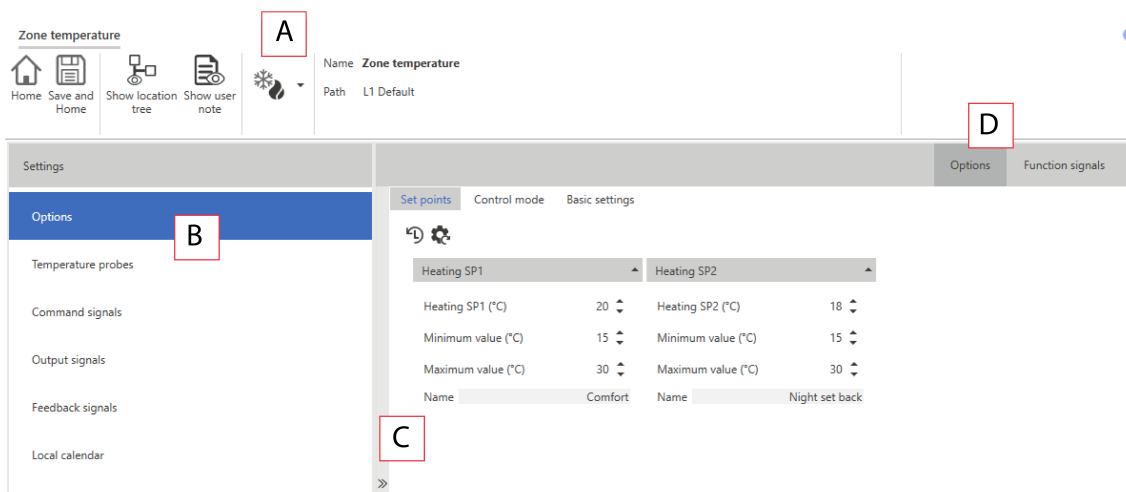 A
Zone temperature
Home
Save and Home
Show location tree
Show user note
Name Zone temperature
Path L1 Default
D
Settings
Options Function signals
Options
B
Temperature probes
Command signals
Output signals
Feedback signals
Local calendar
Set points Control mode Basic settings
Heating SP1 Heating SP2
Heating SP1 (°C) 20 Heating SP2 (°C) 18
Minimum value (°C) 15 Minimum value (°C) 15
Maximum value (°C) 30 Maximum value (°C) 30
Name Comfort Name Night set back
C